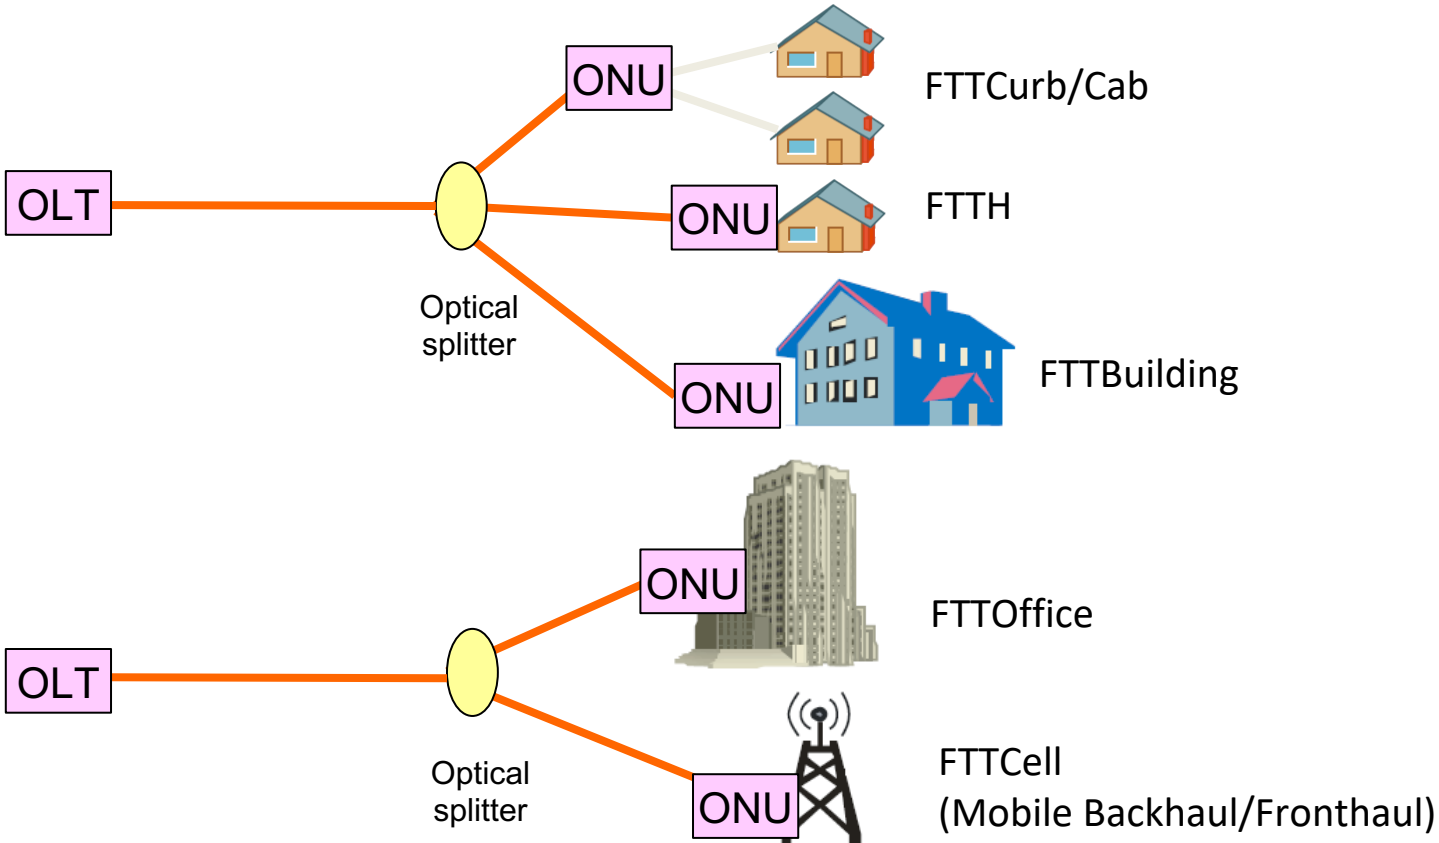 ONU
FTTCurb/Cab
OLT
ONU
FTTH
Optical
splitter
ONU
FTTBuilding
ONU
FTTOffice
OLT
Optical
splitter
ONU
FTTCell
(Mobile Backhaul/Fronthaul)